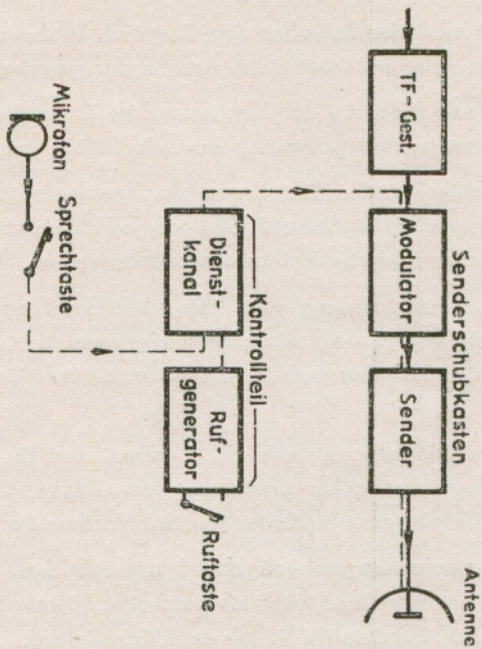 Senderschubkasten
Antenne
TF-Gest.
Modulator
Sender
Kontrollteil
Dienst-
kanal
Ruf-
generator
Ruftaste
Mikrofon
Sprechtaste